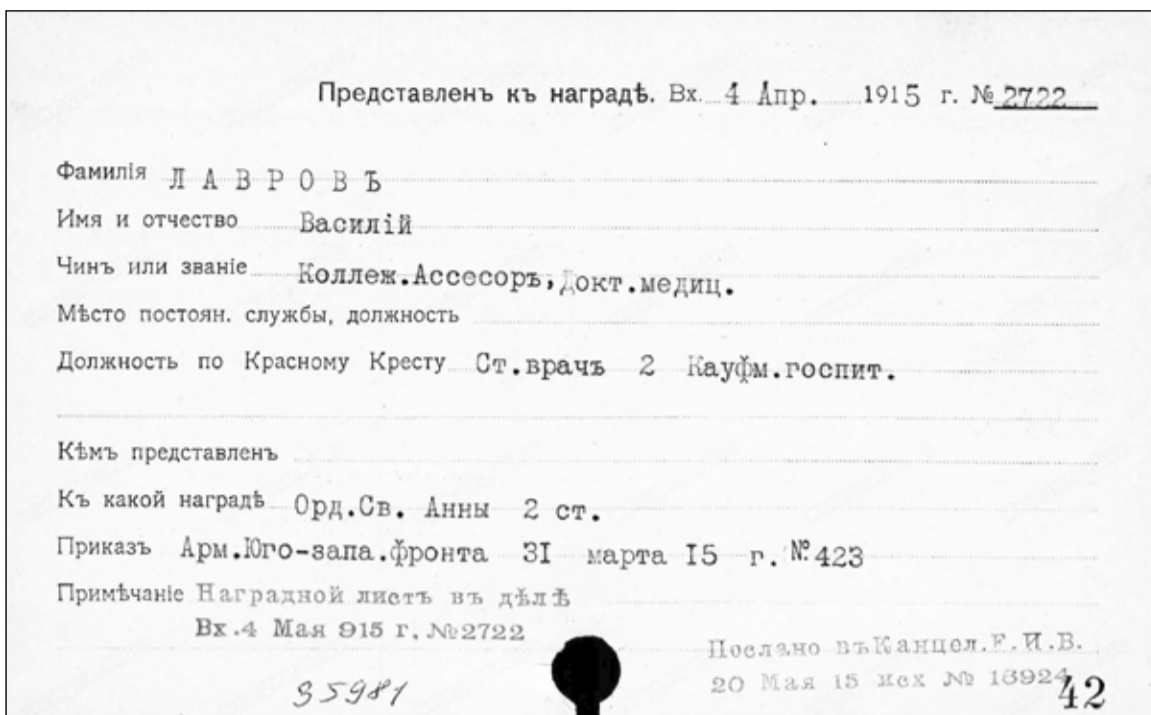 Представленъ къ наградѣ. Вх. 4 Апр. 1915 г. № 2722
Фамилія ЛАВРОВЪ
Имя и отчество Василій
Чинъ или званіе Коллеж.Ассесоръ,Докт.медиц.
Мѣсто постоян. службы, должность
Должность по Красному Кресту Ст.врачъ 2 Кауфм.госпит.
Кѣмъ представленъ
Къ какой наградѣ Орд.Св. Анны 2 ст.
Приказъ Арм.Юго-запа.фронта 3I марта I5 г. № 423
Примѣчаніе Наградной листъ въ дѣлѣ
Вх.4 Мая 915 г, №2722
Послано въ Канцел.Е.И.В.
20 Мая 15 исх № 13924
35981
42